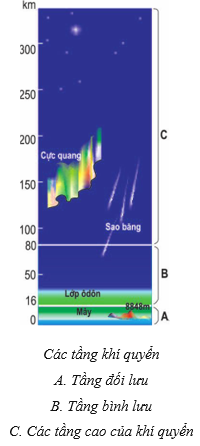 km
300
250
200
Cực quang
C
150
Sao băng
100
80
50
B
Lớp ôdôn
16
8848m
Mây
0
A
Các tầng khí quyển
A. Tầng đối lưu
B. Tầng bình lưu
C. Các tầng cao của khí quyển